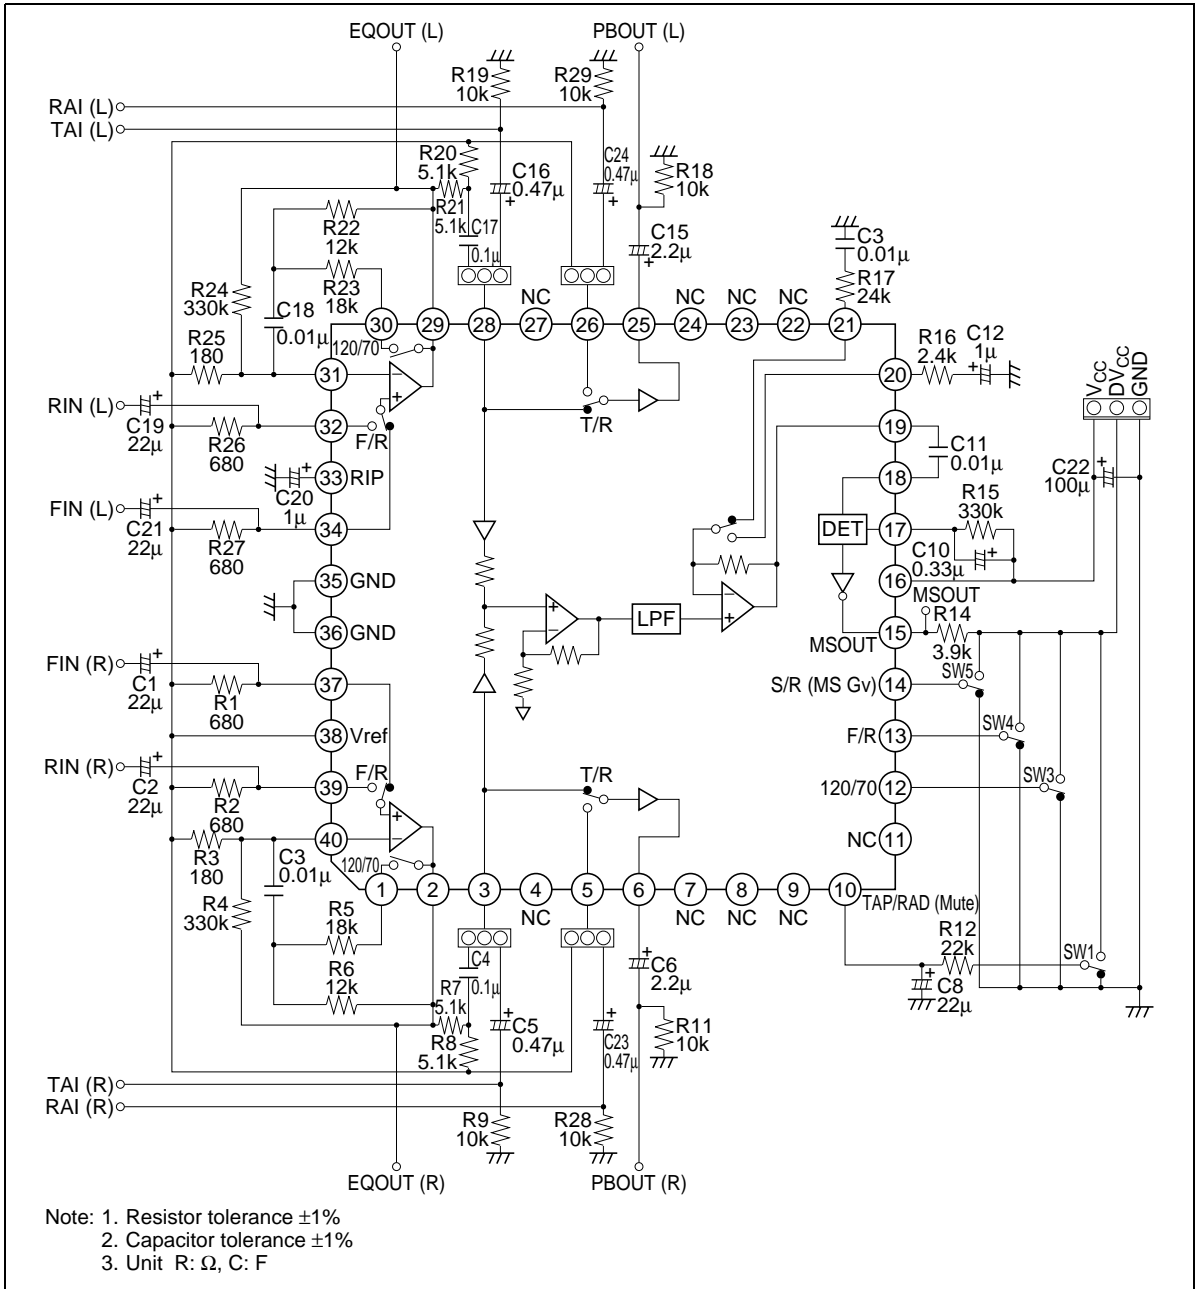 EQOUT (L)
PBOUT (L)
R19
10k
R29
10k
RAI (L)
TAI (L)
R20
5.1k
C16
0.47μ
C24
0.47μ
R18
10k
R21
5.1k
C17
0.1μ
R22
12k
C15
2.2μ
C3
0.01μ
R23
18k
R24
330k
C18
0.01μ
R17
24k
NC
NC
NC
NC
30
29
28
27
26
25
24
23
22
21
R25
180
120/70
R16
2.4k
C12
1μ
31
20
VCC
DVCC
GND
RIN (L)
C19
22μ
R26
680
32
F/R
T/R
19
C11
0.01μ
33
RIP
C20
1μ
18
C22
100μ
FIN (L)
C21
22μ
R27
680
34
DET
17
R15
330k
C10
0.33μ
35
GND
16
MSOUT
LPF
R14
3.9k
36
GND
15
MSOUT
FIN (R)
C1
22μ
R1
680
37
S/R (MS Gv)
14
SW5
38
Vref
F/R
13
SW4
RIN (R)
C2
22μ
R2
680
39
F/R
T/R
120/70
12
SW3
40
R3
180
C3
0.01μ
NC
11
120/70
R4
330k
1
2
3
4
5
6
7
8
9
10
NC
NC
NC
NC
TAP/RAD (Mute)
R5
18k
R12
22k
SW1
R6
12k
C4
0.1μ
C6
2.2μ
C8
22μ
R7
5.1k
R8
5.1k
C5
0.47μ
C23
0.47μ
R11
10k
TAI (R)
RAI (R)
R9
10k
R28
10k
EQOUT (R)
PBOUT (R)
Note: 1. Resistor tolerance ±1%
2. Capacitor tolerance ±1%
3. Unit R: Ω, C: F